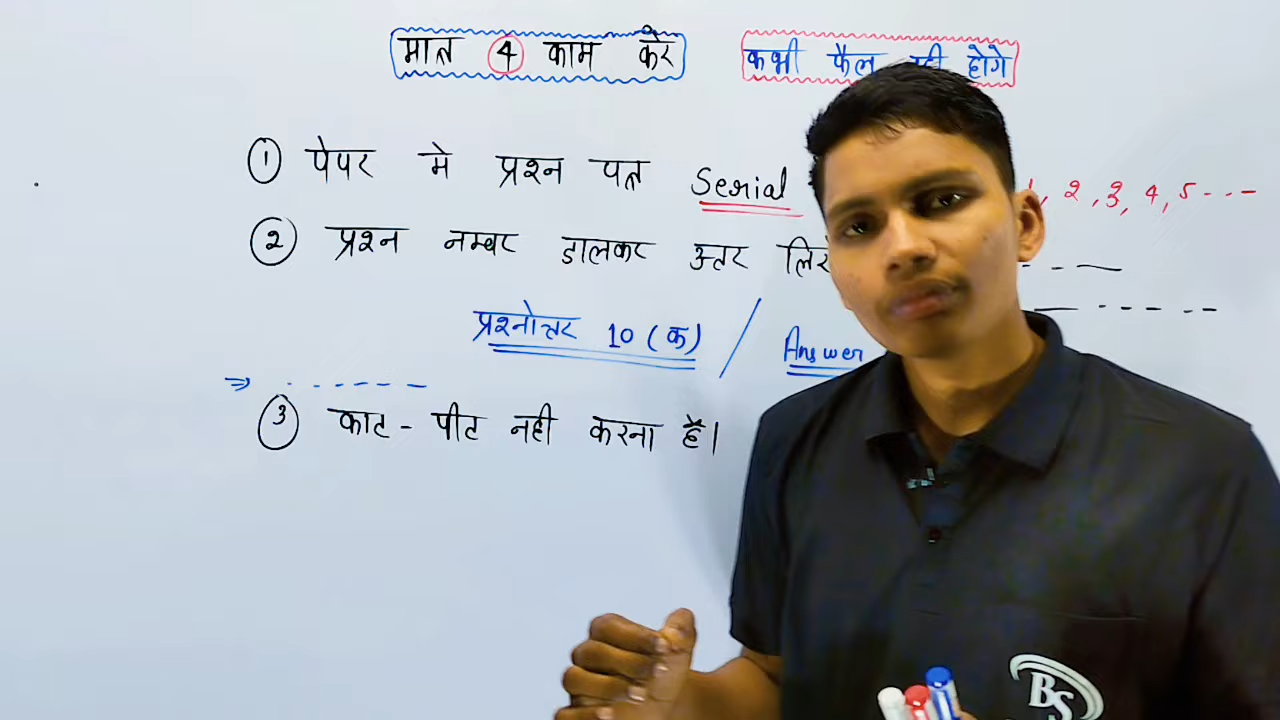 मात्र 4 काम करे कभी फैल नही होगे
① पेपर मे प्रश्न पत्र Serial 1, 2, 3, 4, 5 - - -
② प्रश्न नम्बर डालकर उत्तर
प्रश्नोत्तर 10 (क) / Answer
⇒ - - - - - -
③ काट - पीट नही करना है।
BS